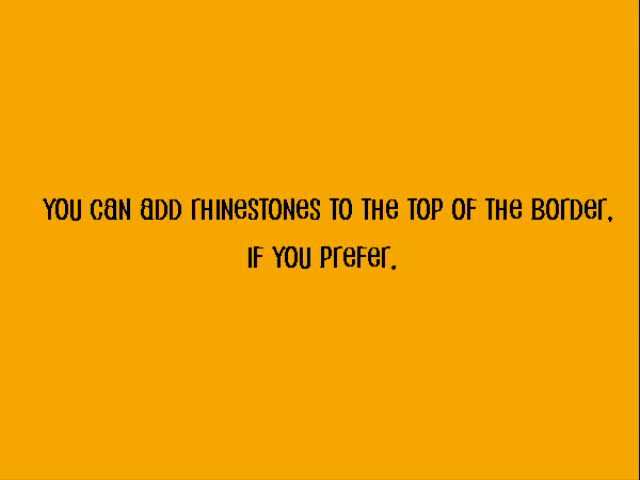 You can add rhinestones to the top of the border,
if you prefer.